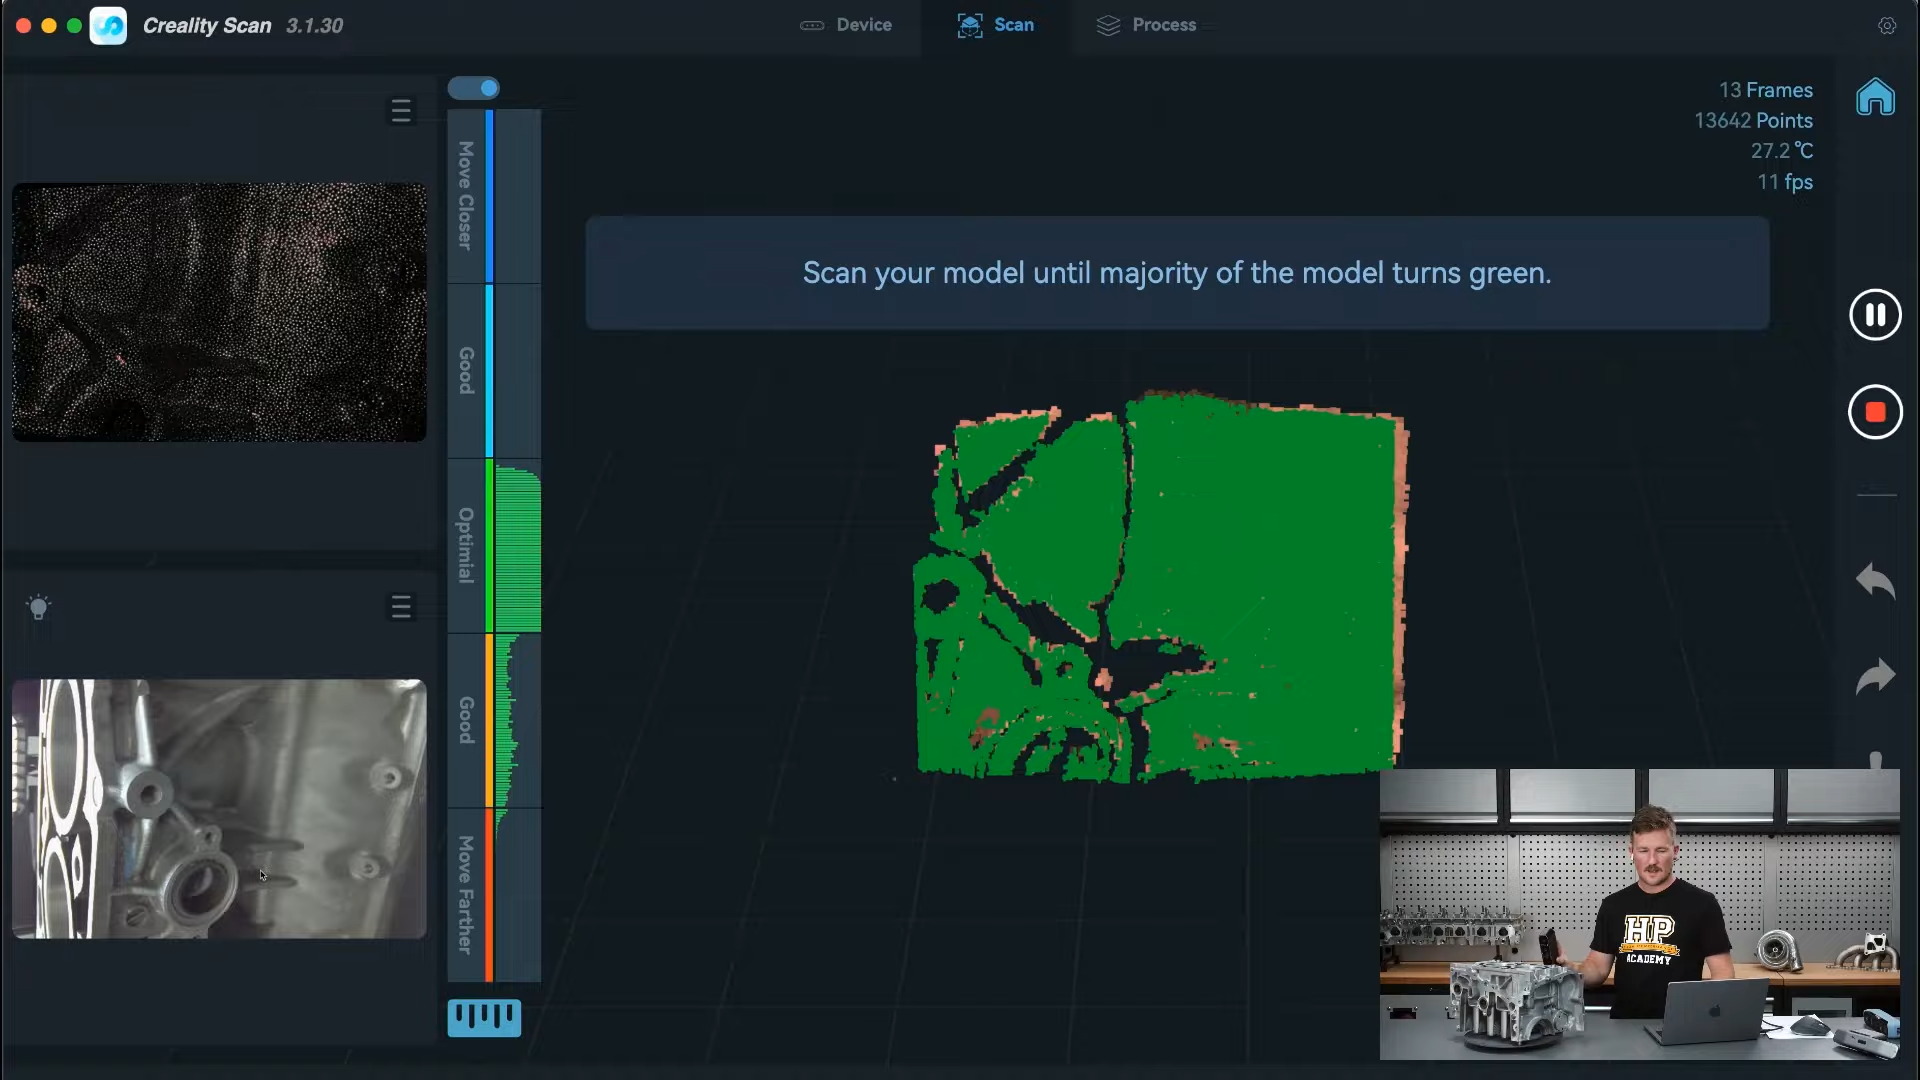 Creality Scan 3.1.30
Device
Scan
Process
13 Frames
13642 Points
27.2 ℃
11 fps
Move Closer
Good
Optimial
Good
Move Farther
Scan your model until majority of the model turns green.
HP
ACADEMY